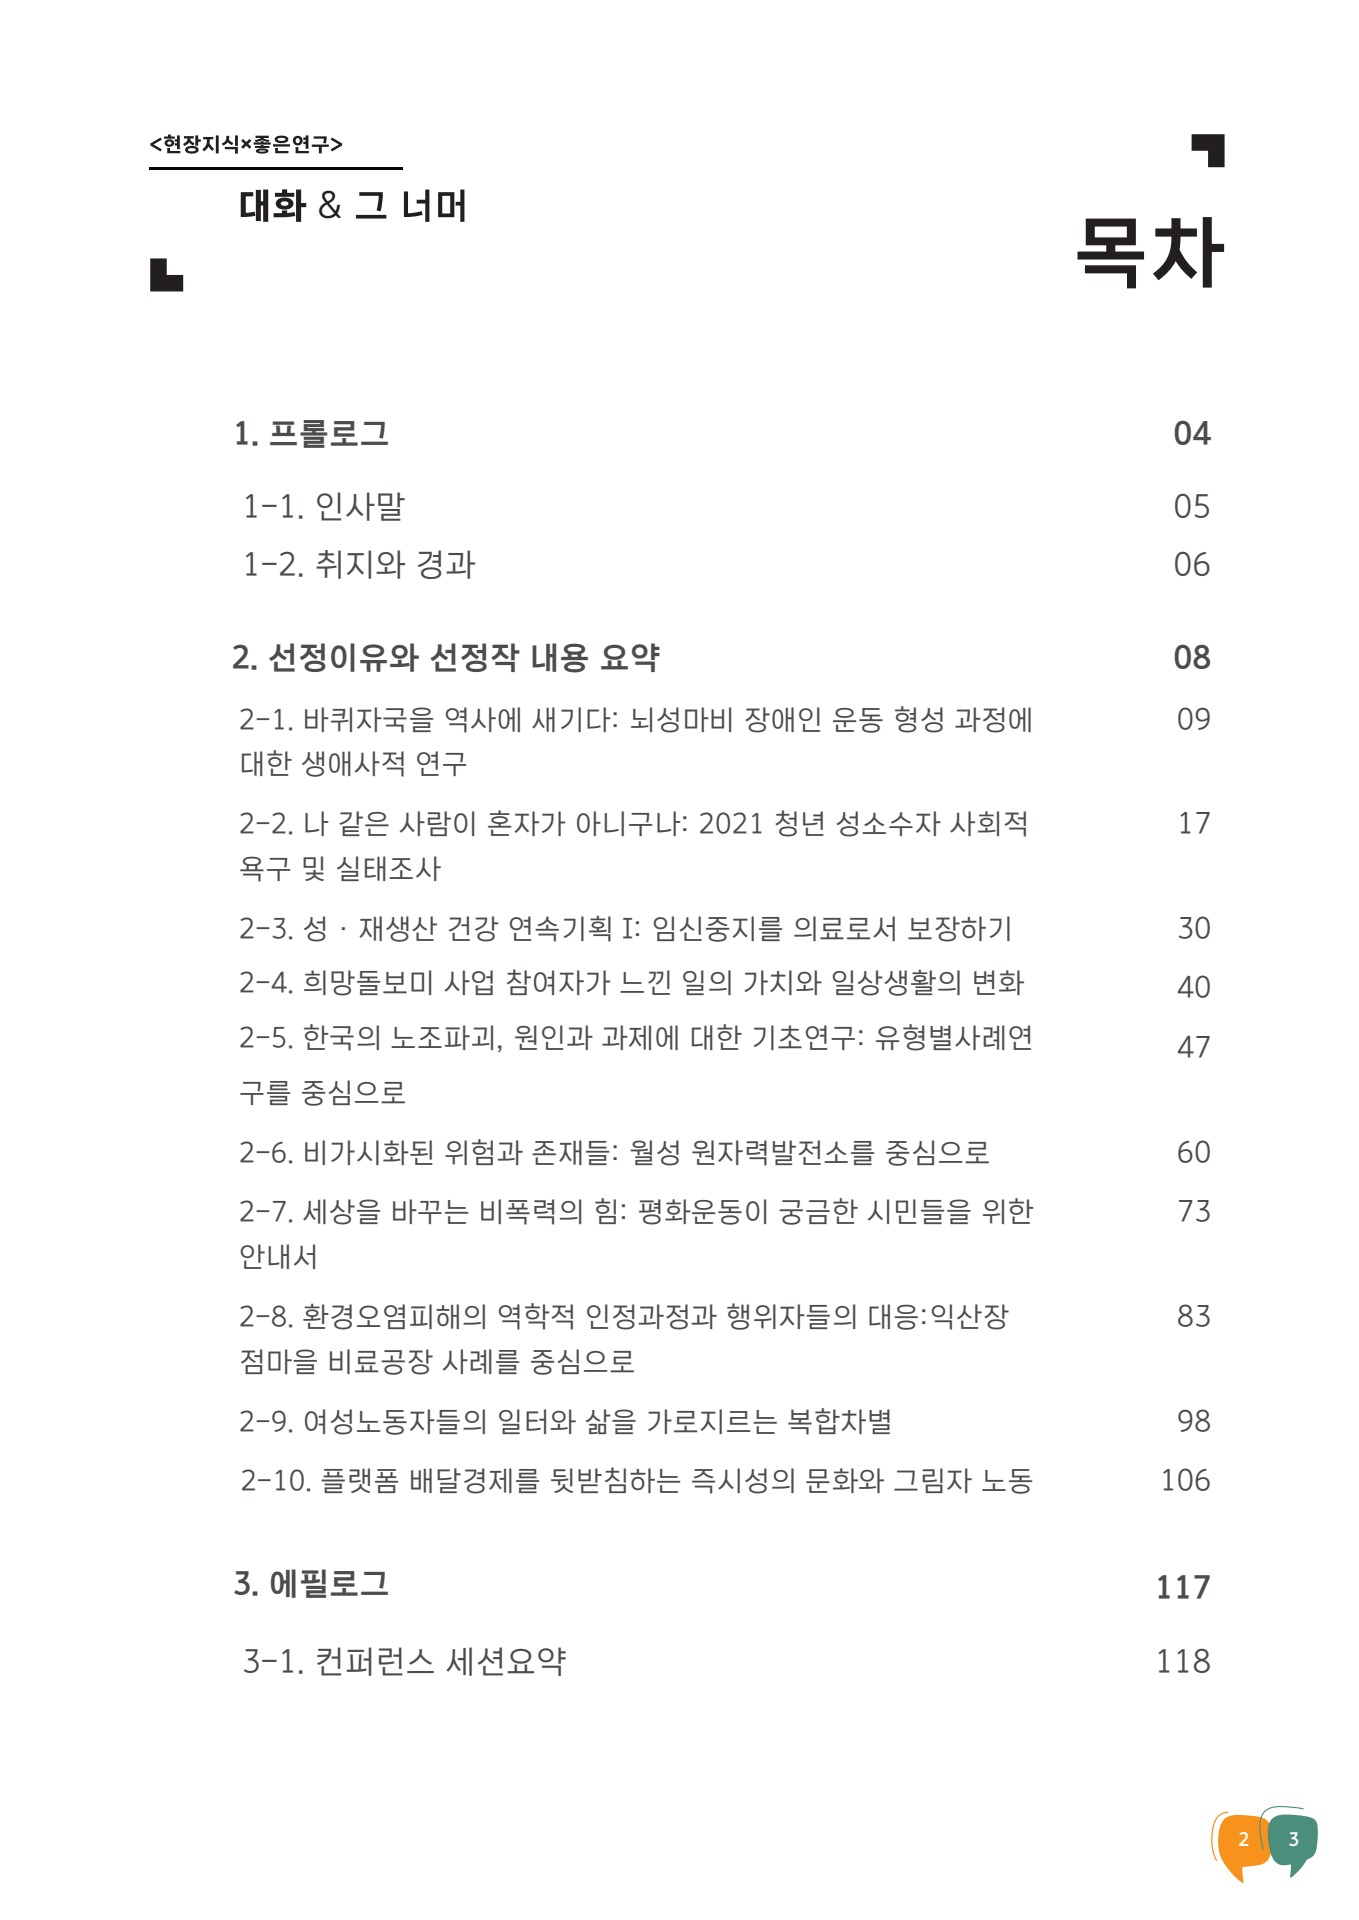 <현장지식×좋은연구>
대화 & 그 너머
목차
1. 프롤로그 04
1-1. 인사말 05
1-2. 취지와 경과 06
2. 선정이유와 선정작 내용 요약 08
2-1. 바퀴자국을 역사에 새기다: 뇌성마비 장애인 운동 형성 과정에 09
대한 생애사적 연구
2-2. 나 같은 사람이 혼자가 아니구나: 2021 청년 성소수자 사회적 17
욕구 및 실태조사
2-3. 성 · 재생산 건강 연속기획 I: 임신중지를 의료로서 보장하기 30
2-4. 희망돌보미 사업 참여자가 느낀 일의 가치와 일상생활의 변화 40
2-5. 한국의 노조파괴, 원인과 과제에 대한 기초연구: 유형별사례연 47
구를 중심으로
2-6. 비가시화된 위험과 존재들: 월성 원자력발전소를 중심으로 60
2-7. 세상을 바꾸는 비폭력의 힘: 평화운동이 궁금한 시민들을 위한 73
안내서
2-8. 환경오염피해의 역학적 인정과정과 행위자들의 대응:익산장 83
점마을 비료공장 사례를 중심으로
2-9. 여성노동자들의 일터와 삶을 가로지르는 복합차별 98
2-10. 플랫폼 배달경제를 뒷받침하는 즉시성의 문화와 그림자 노동 106
3. 에필로그 117
3-1. 컨퍼런스 세션요약 118
2 3